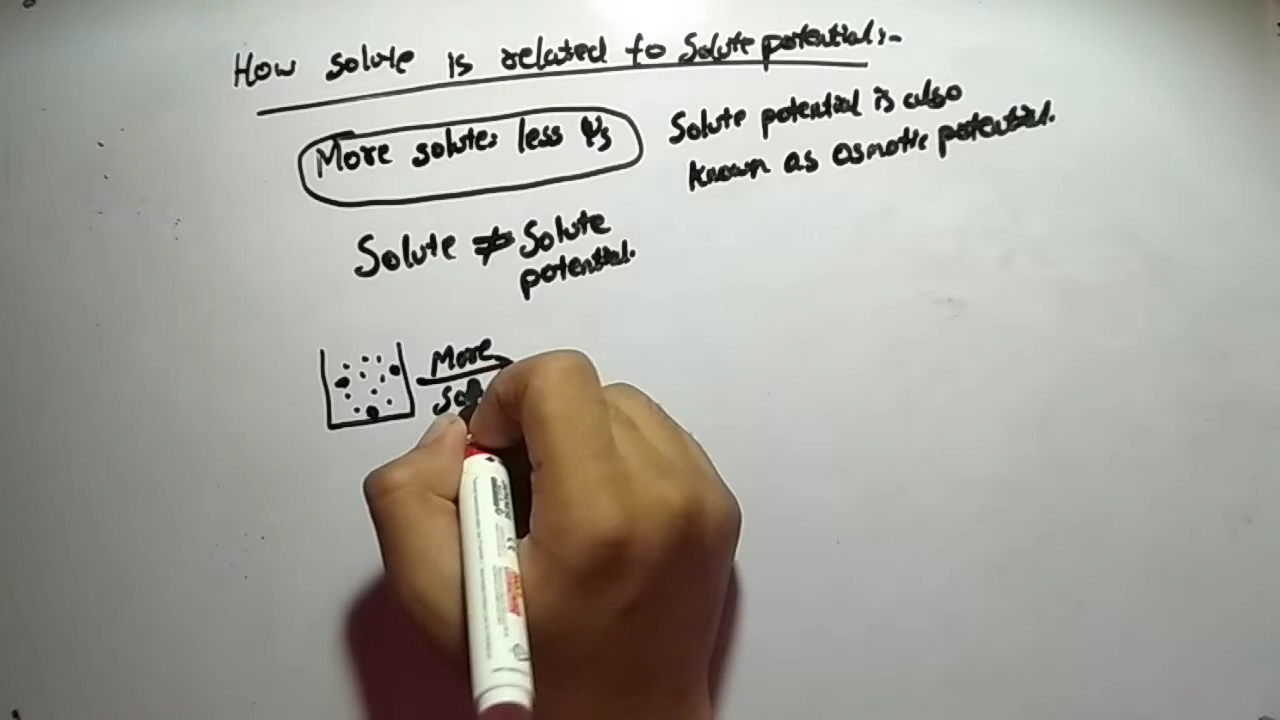 How solute is related to Solute potential:-
More solutes less Ψs
Solute potential is also
known as osmotic potential.
Solute ≠ Solute
potential.
More